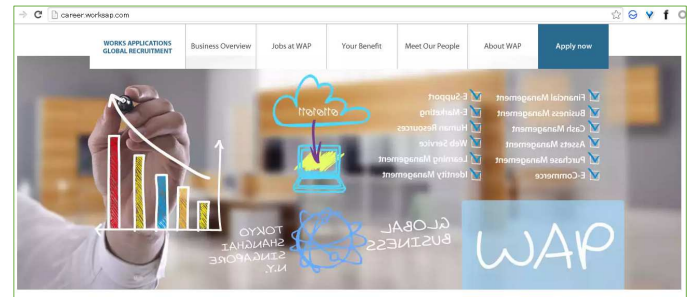 career.worksap.com
WORKS APPLICATIONS
GLOBAL RECRUITMENT
Business Overview
Jobs at WAP
Your Benefit
Meet Our People
About WAP
Apply now
E-Support
E-Marketing
Human Resources
Web Service
Learning Management
Identity Management
Financial Management
Business Management
Cash Management
Assets Management
Purchase Management
E-Commerce
TOKYO
SHANGHAI
SINGAPORE
N.Y.
GLOBAL
BUSINESS
WAP